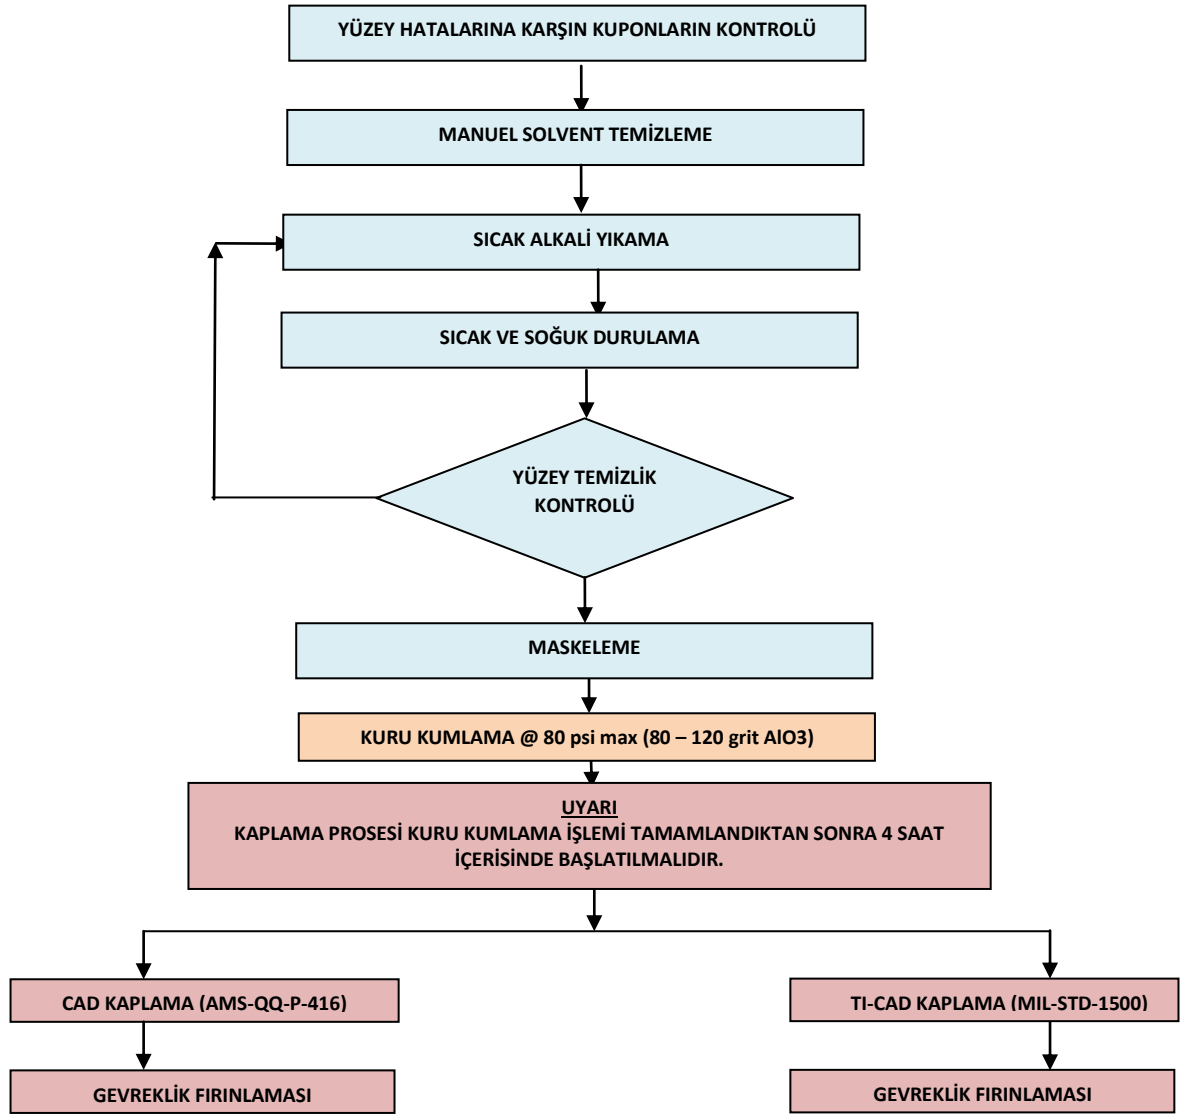 YÜZEY HATALARINA KARŞIN KUPONLARIN KONTROLÜ
MANUEL SOLVENT TEMİZLEME
SICAK ALKALİ YIKAMA
SICAK VE SOĞUK DURULAMA
YÜZEY TEMİZLİK
KONTROLÜ
MASKELEME
KURU KUMLAMA @ 80 psi max (80 – 120 grit AlO3)
UYARI
KAPLAMA PROSESİ KURU KUMLAMA İŞLEMİ TAMAMLANDIKTAN SONRA 4 SAAT
İÇERİSİNDE BAŞLATILMALIDIR.
CAD KAPLAMA (AMS-QQ-P-416)
TI-CAD KAPLAMA (MIL-STD-1500)
GEVREKLİK FIRINLAMASI
GEVREKLİK FIRINLAMASI